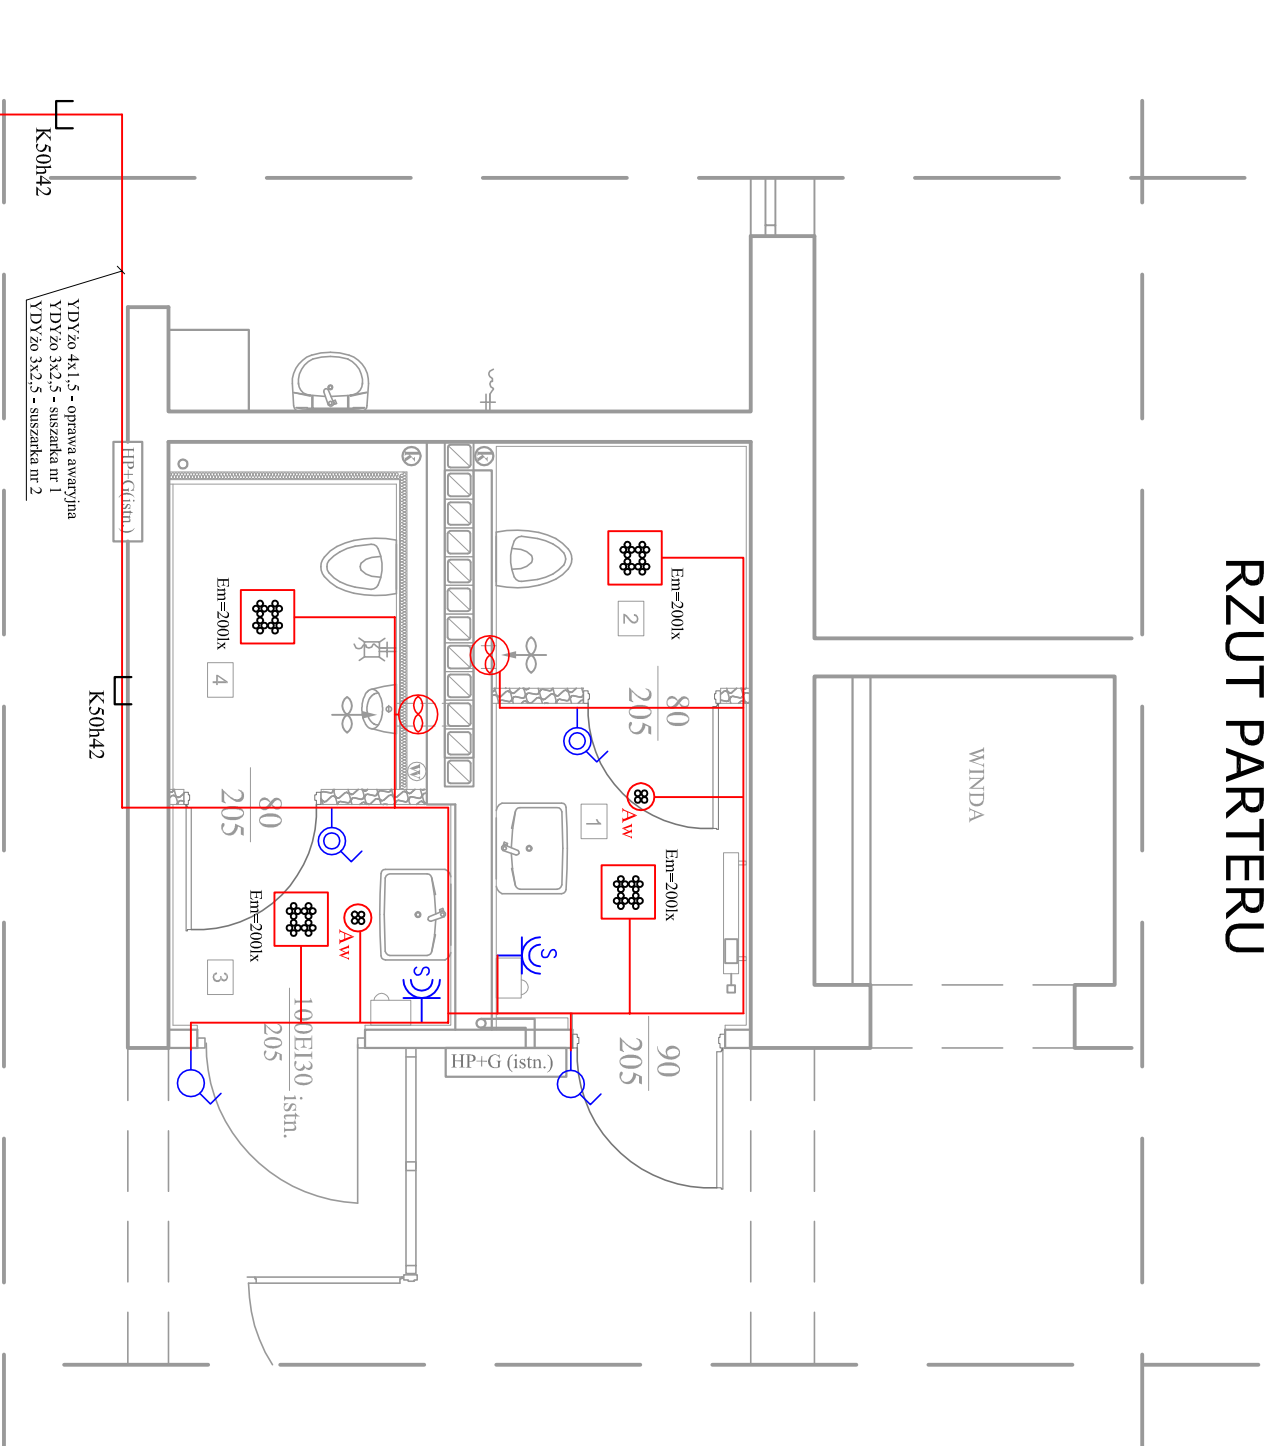 RZUT PARTERU
K50h42
YDYżo 4x1,5 - oprawa awaryjna
YDYżo 3x2,5 - suszarka nr 1
YDYżo 3x2,5 - suszarka nr 2
HP+G(istn.)
K50h42
k
k
Em=200lx
2
80
205
Em=200lx
4
w
80
205
WINDA
1
Aw
Em=200lx
S
Em=200lx
Aw
3
S
100EI30
205
istn.
HP+G (istn.)
90
205